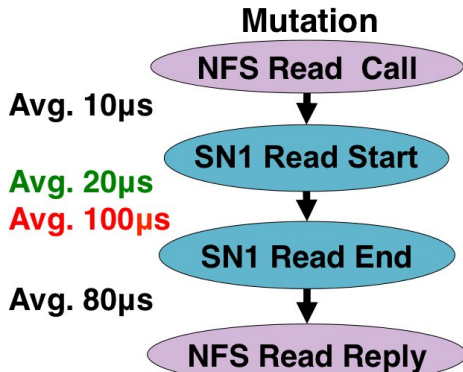 Mutation
NFS Read Call
Avg. 10μs
SN1 Read Start
Avg. 20μs
Avg. 100μs
SN1 Read End
Avg. 80μs
NFS Read Reply